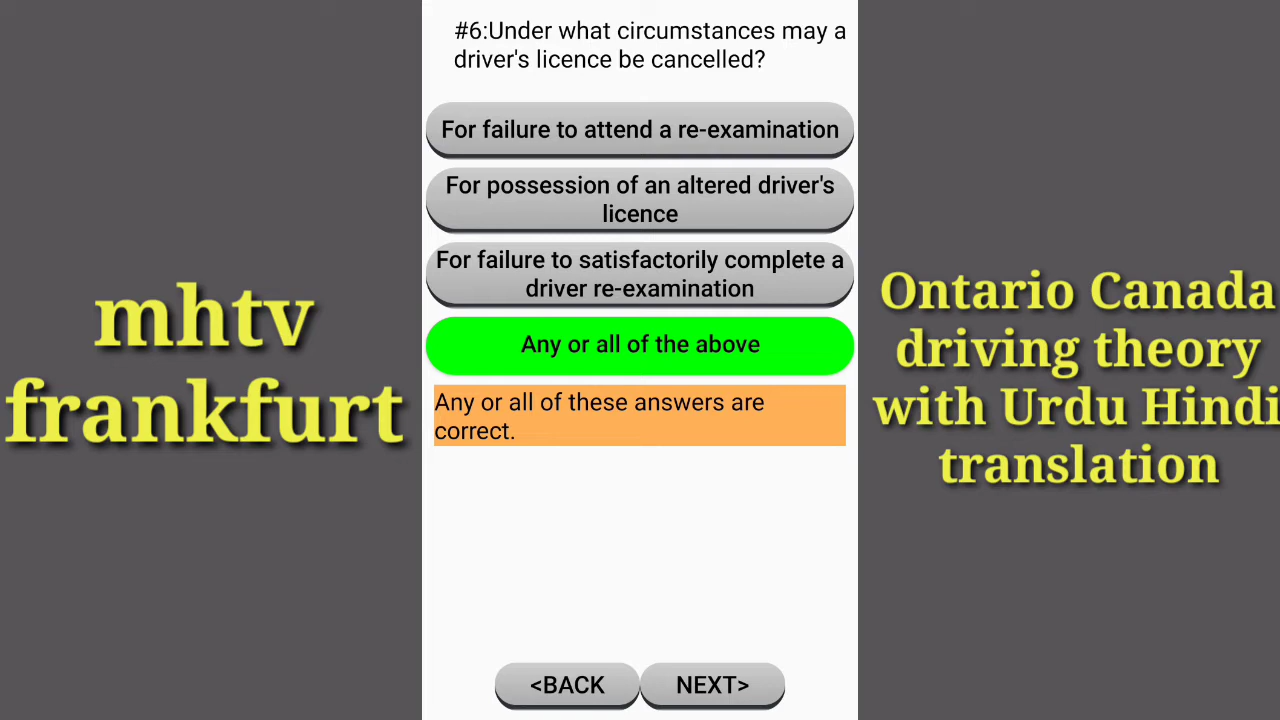 #6:Under what circumstances may a
driver's licence be cancelled?
For failure to attend a re-examination
For possession of an altered driver's
licence
For failure to satisfactorily complete a
driver re-examination
Any or all of the above
Any or all of these answers are
correct.
<BACK
NEXT>
mhtv
frankfurt
Ontario Canada
driving theory
with Urdu Hindi
translation